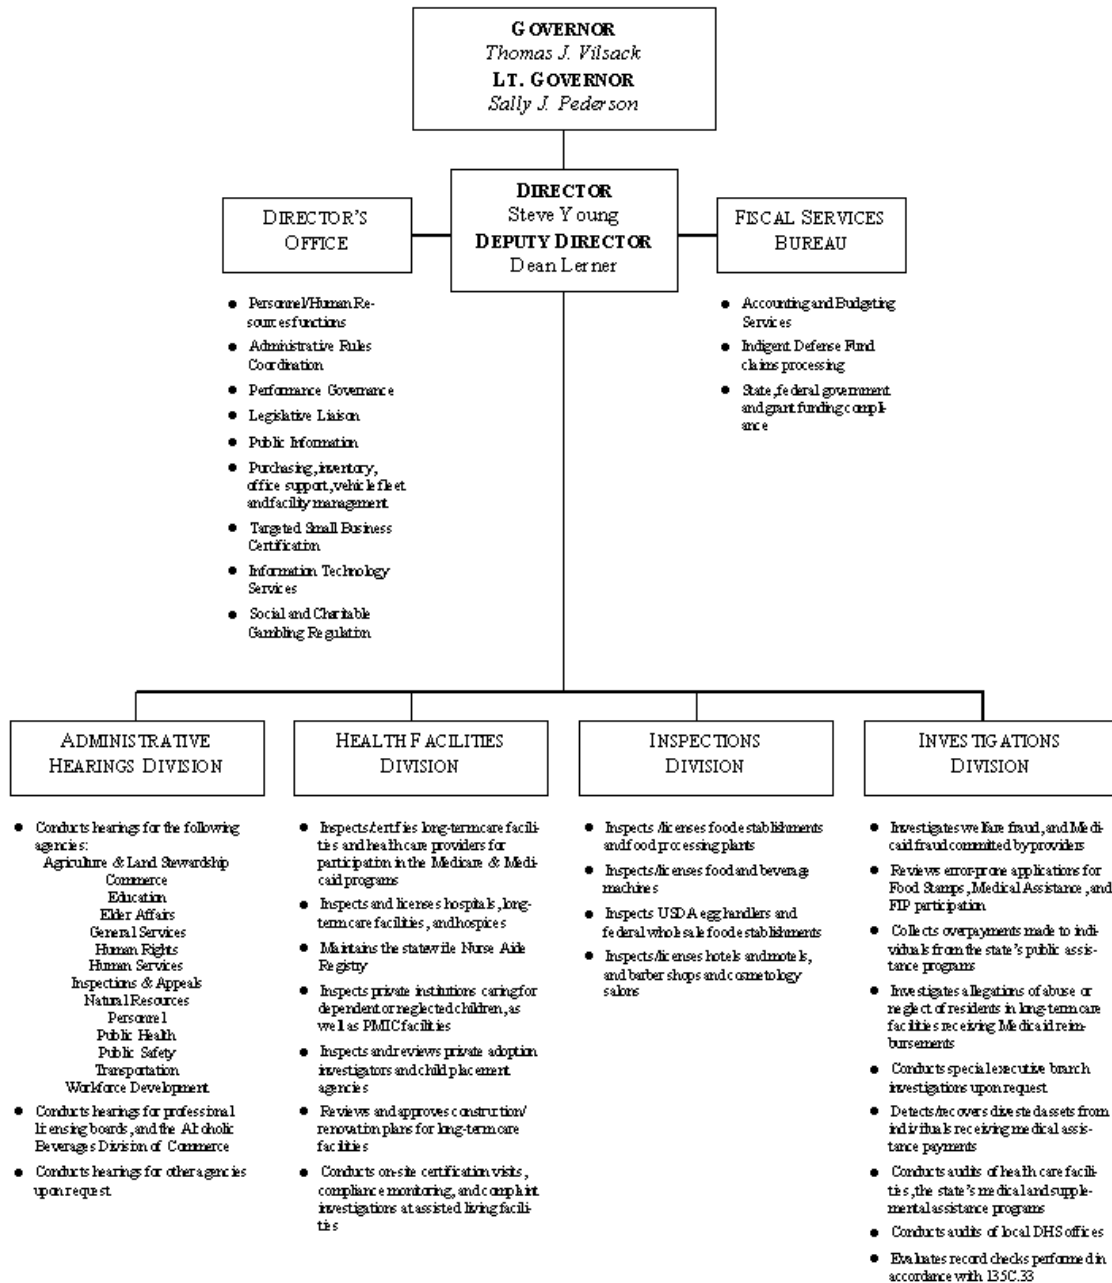 GOVERNOR
Thomas J. Vilsack
LT. GOVERNOR
Sally J. Pederson
DIRECTOR
Steve Young
DEPUTY DIRECTOR
Dean Lerner
DIRECTOR'S
OFFICE
● Personnel/Human Re-
sources functions
● Administrative Rules
Coordination
● Performance Governance
● Legislative Liaison
● Public Information
● Purchasing, inventory,
office support, vehicle fleet
and facility management
● Targeted Small Business
Certification
● Information Technology
Services
● Social and Charitable
Gambling Regulation
FISCAL SERVICES
BUREAU
● Accounting and Budgeting
Services
● Indigent Defense Fund
claims processing
● State, federal government
and grant funding compli-
ance
ADMINISTRATIVE
HEARINGS DIVISION
● Conducts hearings for the following
agencies:
Agriculture & Land Stewardship
Commerce
Education
Elder Affairs
General Services
Human Rights
Human Services
Inspections & Appeals
Natural Resources
Personnel
Public Health
Public Safety
Transportation
Workforce Development
● Conducts hearings for professional
licensing boards, and the Alcoholic
Beverages Division of Commerce
● Conducts hearings for other agencies
upon request
HEALTH FACILITIES
DIVISION
● Inspects/certifies long-term care facili-
ties and health care providers for
participation in the Medicare & Medi-
caid programs
● Inspects and licenses hospitals, long-
term care facilities, and hospices
● Maintains the statewide Nurse Aide
Registry
● Inspects private institutions caring for
dependent or neglected children, as
well as PMIC facilities
● Inspects and reviews private adoption
investigators and child placement
agencies
● Reviews and approves construction/
renovation plans for long-term care
facilities
● Conducts on-site certification visits,
compliance monitoring, and complaint
investigations at assisted living facili-
ties
INSPECTIONS
DIVISION
● Inspects /licenses food establishments
and food processing plants
● Inspects/licenses food and beverage
machines
● Inspects USDA egg handlers and
federal wholesale food establishments
● Inspects/licenses hotels and motels,
and barber shops and cosmetology
salons
INVESTIGATIONS
DIVISION
● Investigates welfare fraud, and Medi-
caid fraud committed by providers
● Reviews error-prone applications for
Food Stamps, Medical Assistance, and
FIP participation
● Collects overpayments made to indi-
viduals from the state's public assis-
tance programs
● Investigates allegations of abuse or
neglect of residents in long-term care
facilities receiving Medicaid reim-
bursements
● Conducts special executive branch
investigations upon request
● Detects/recovers divested assets from
individuals receiving medical assis-
tance payments
● Conducts audits of health care facili-
ties, the state's medical and supple-
mental assistance programs
● Conducts audits of local DHS offices
● Evaluates record checks performed in
accordance with 135C.33